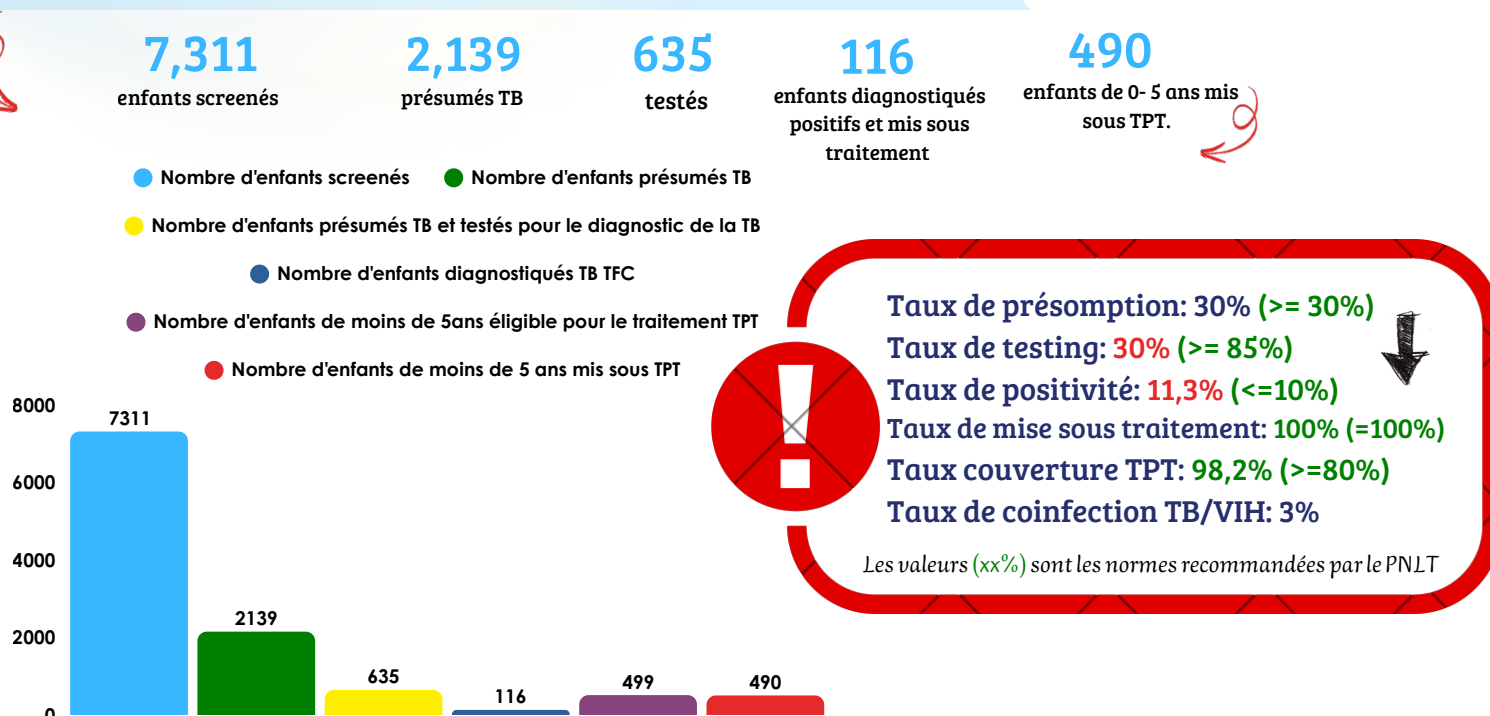 7,311
enfants screenés
2,139
présumés TB
635
testés
116
enfants diagnostiqués
positifs et mis sous
traitement
490
enfants de 0- 5 ans mis
sous TPT.
Nombre d'enfants screenés
Nombre d'enfants présumés TB
Nombre d'enfants présumés TB et testés pour le diagnostic de la TB
Nombre d'enfants diagnostiqués TB TFC
Nombre d'enfants de moins de 5ans éligible pour le traitement TPT
Nombre d'enfants de moins de 5 ans mis sous TPT
8000
6000
4000
2000
0
7311
2139
635
116
499
490
Taux de présomption: 30% (>= 30%)
Taux de testing: 30% (>= 85%)
Taux de positivité: 11,3% (<=10%)
Taux de mise sous traitement: 100% (=100%)
Taux couverture TPT: 98,2% (>=80%)
Taux de coinfection TB/VIH: 3%
Les valeurs (xx%) sont les normes recommandées par le PNLT